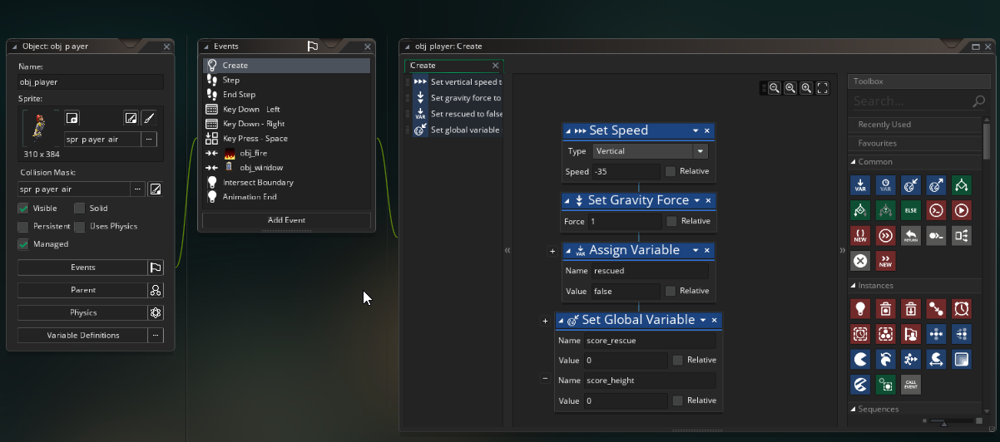 Object: obj_player
Name:
obj_player
Sprite:
spr_player_air
...
310 x 384
Collision Mask:
spr_player_air
...
Visible
Solid
Persistent
Uses Physics
Managed
Events
Parent
Physics
Variable Definitions
...
Events
Create
Step
End Step
Key Down - Left
Key Down - Right
Key Press - Space
obj_fire
obj_window
Intersect Boundary
Animation End
Add Event
obj_player: Create
Create
Set vertical speed t
Set gravity force to
VAR Set rescued to false
Set global variable
Set Speed
Type Vertical
Speed -35 Relative
Set Gravity Force
Force 1 Relative
VAR Assign Variable
Name rescued
Value false Relative
Set Global Variable
Name score_rescue
Value 0 Relative
Name score_height
Value 0 Relative
Toolbox
Search...
Recently Used
Favourites
Common
VAR
VAR
ELSE
NEW
RETURN
NEW
Instances
CALL
EVENT
Sequences